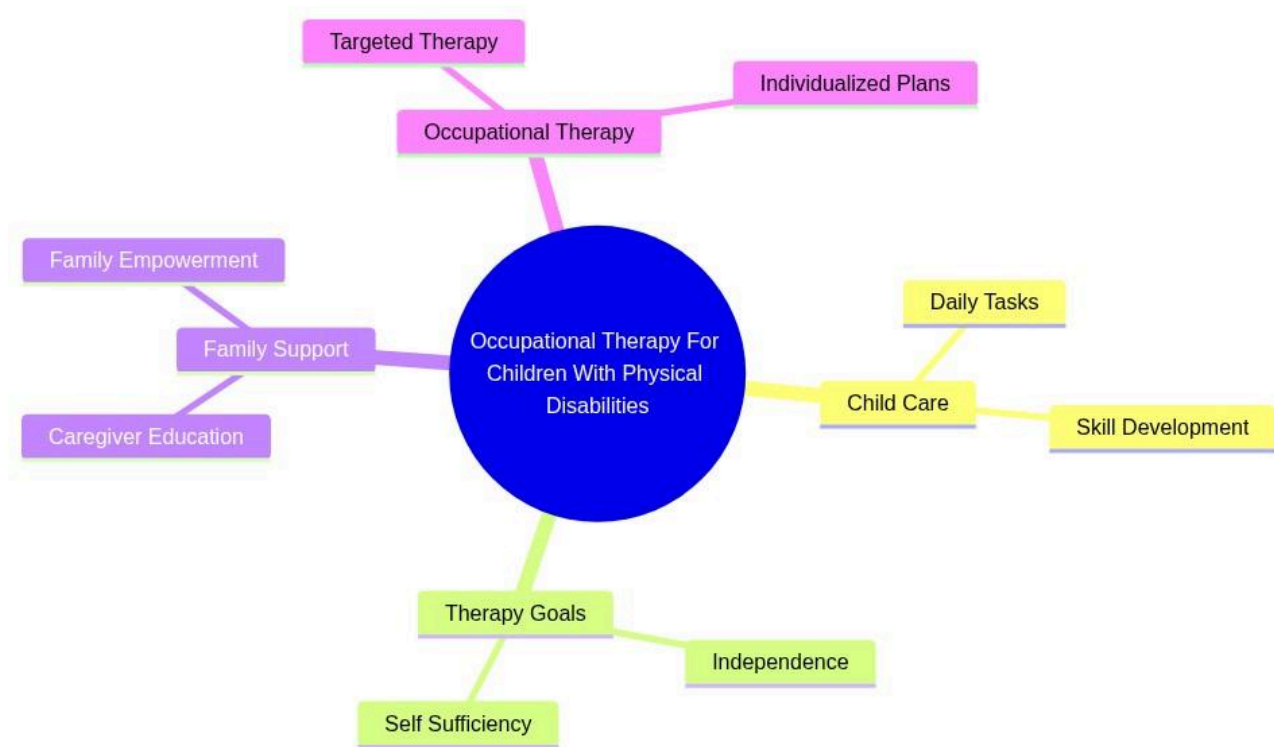 Targeted Therapy
Individualized Plans
Occupational Therapy
Family Empowerment
Daily Tasks
Family Support
Occupational Therapy For
Children With Physical
Disabilities
Child Care
Caregiver Education
Skill Development
Therapy Goals
Independence
Self Sufficiency